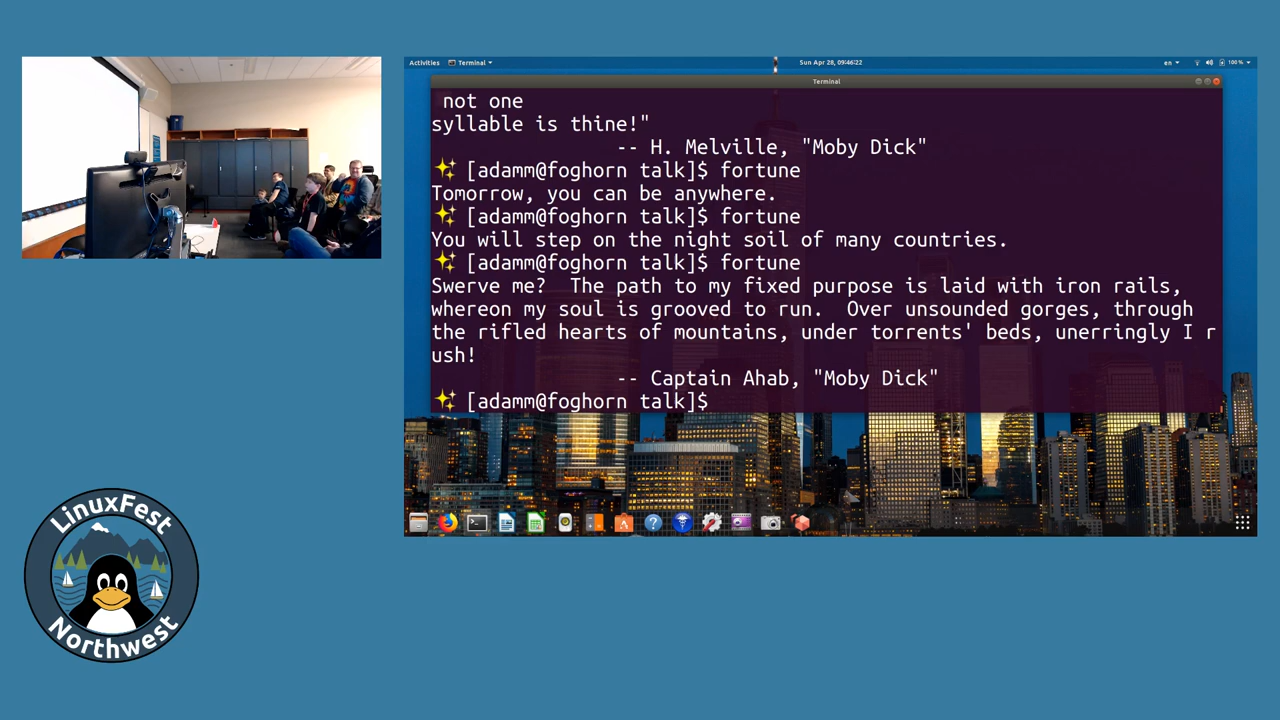 Activities Terminal Sun Apr 28, 09:46:22 en 100 %
Terminal
not one
syllable is thine!"
-- H. Melville, "Moby Dick"
✨ [adamm@foghorn talk]$ fortune
Tomorrow, you can be anywhere.
✨ [adamm@foghorn talk]$ fortune
You will step on the night soil of many countries.
✨ [adamm@foghorn talk]$ fortune
Swerve me?  The path to my fixed purpose is laid with iron rails,
whereon my soul is grooved to run.  Over unsounded gorges, through
the rifled hearts of mountains, under torrents' beds, unerringly I r
ush!
-- Captain Ahab, "Moby Dick"
✨ [adamm@foghorn talk]$
LinuxFest
Northwest